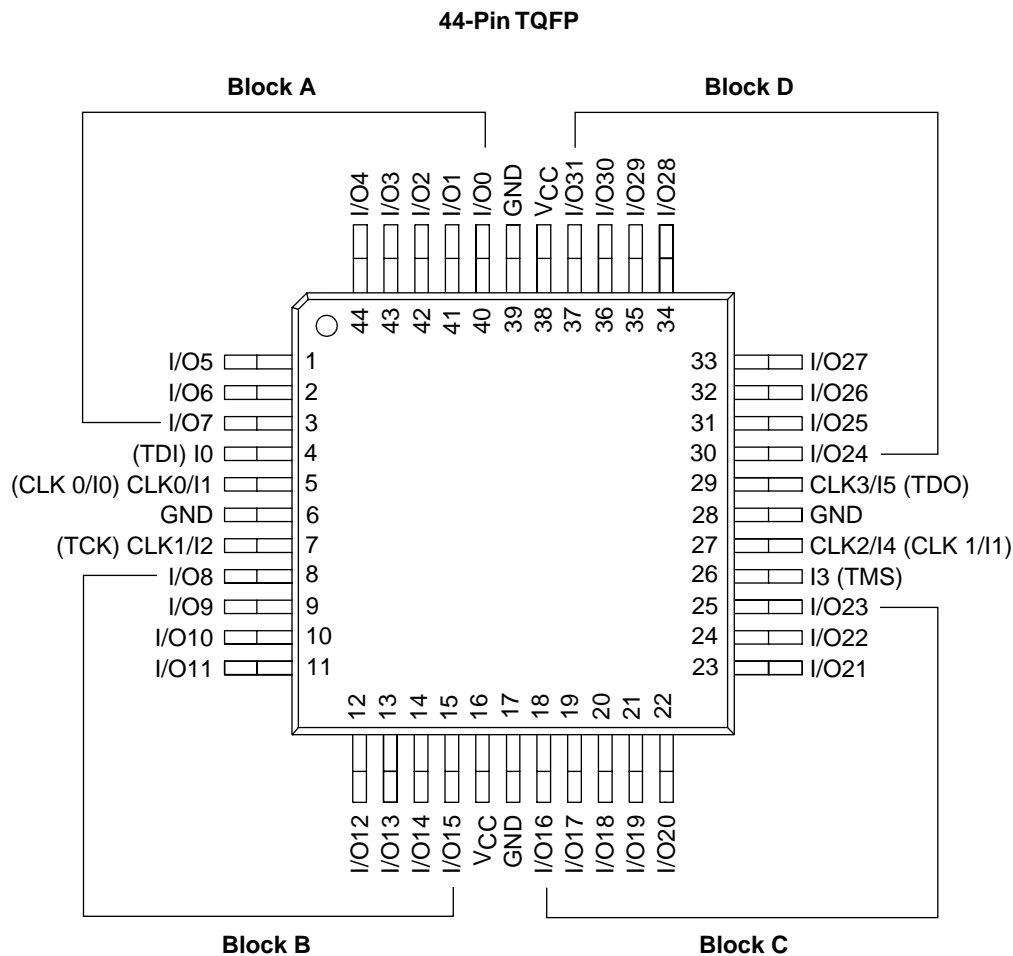 44-Pin TQFP
Block A
Block D
I/O4
I/O3
I/O2
I/O1
I/O0
GND
VCC
I/O31
I/O30
I/O29
I/O28
44
43
42
41
40
39
38
37
36
35
34
I/O5 1
I/O6 2
I/O7 3
(TDI) I0 4
(CLK 0/I0) CLK0/I1 5
GND 6
(TCK) CLK1/I2 7
I/O8 8
I/O9 9
I/O10 10
I/O11 11
33 I/O27
32 I/O26
31 I/O25
30 I/O24
29 CLK3/I5 (TDO)
28 GND
27 CLK2/I4 (CLK 1/I1)
26 I3 (TMS)
25 I/O23
24 I/O22
23 I/O21
12
13
14
15
16
17
18
19
20
21
22
I/O12
I/O13
I/O14
I/O15
VCC
GND
I/O16
I/O17
I/O18
I/O19
I/O20
Block B
Block C